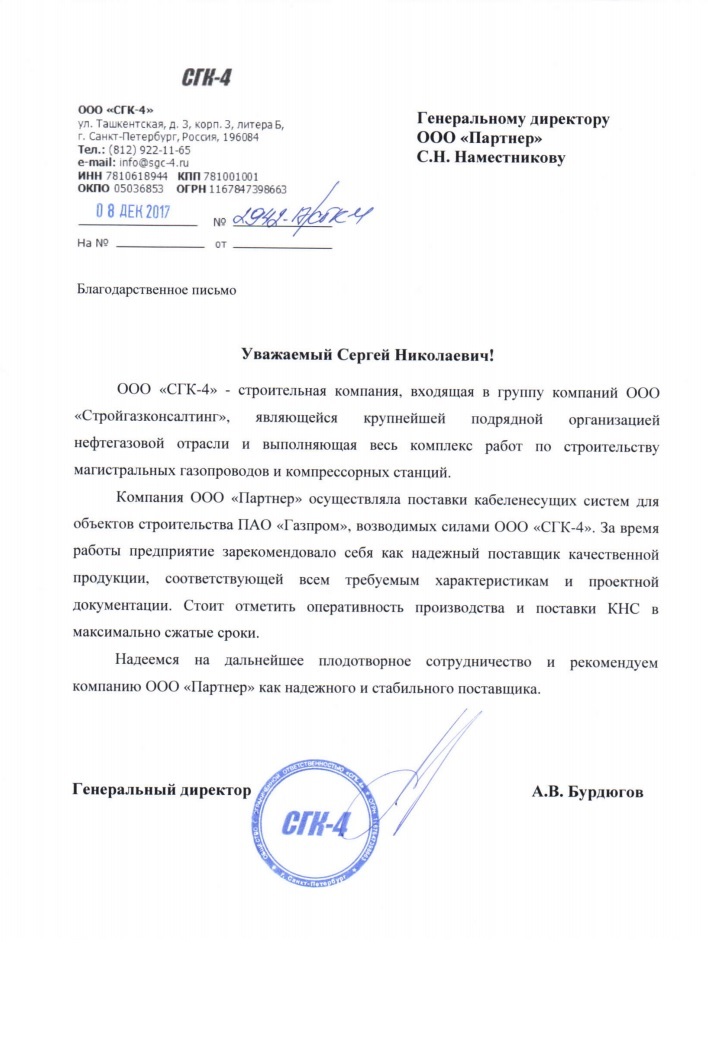 СГК-4
ООО «СГК-4»
ул. Ташкентская, д. 3, корп. 3, литера Б,
г. Санкт-Петербург, Россия, 196084
Тел.: (812) 922-11-65
e-mail: info@sgc-4.ru
ИНН 7810618944 КПП 781001001
ОКПО 05036853 ОГРН 1167847398663
08 ДЕК 2017 №
На № от
Генеральному директору
ООО «Партнер»
С.Н. Наместникову
Благодарственное письмо
Уважаемый Сергей Николаевич!
ООО «СГК-4» - строительная компания, входящая в группу компаний ООО
«Стройгазконсалтинг», являющейся крупнейшей подрядной организацией
нефтегазовой отрасли и выполняющая весь комплекс работ по строительству
магистральных газопроводов и компрессорных станций.
Компания ООО «Партнер» осуществляла поставки кабеленесущих систем для
объектов строительства ПАО «Газпром», возводимых силами ООО «СГК-4». За время
работы предприятие зарекомендовало себя как надежный поставщик качественной
продукции, соответствующей всем требуемым характеристикам и проектной
документации. Стоит отметить оперативность производства и поставки КНС в
максимально сжатые сроки.
Надеемся на дальнейшее плодотворное сотрудничество и рекомендуем
компанию ООО «Партнер» как надежного и стабильного поставщика.
Генеральный директор
А.В. Бурдюгов
СГК-4
г. Санкт-Петербург